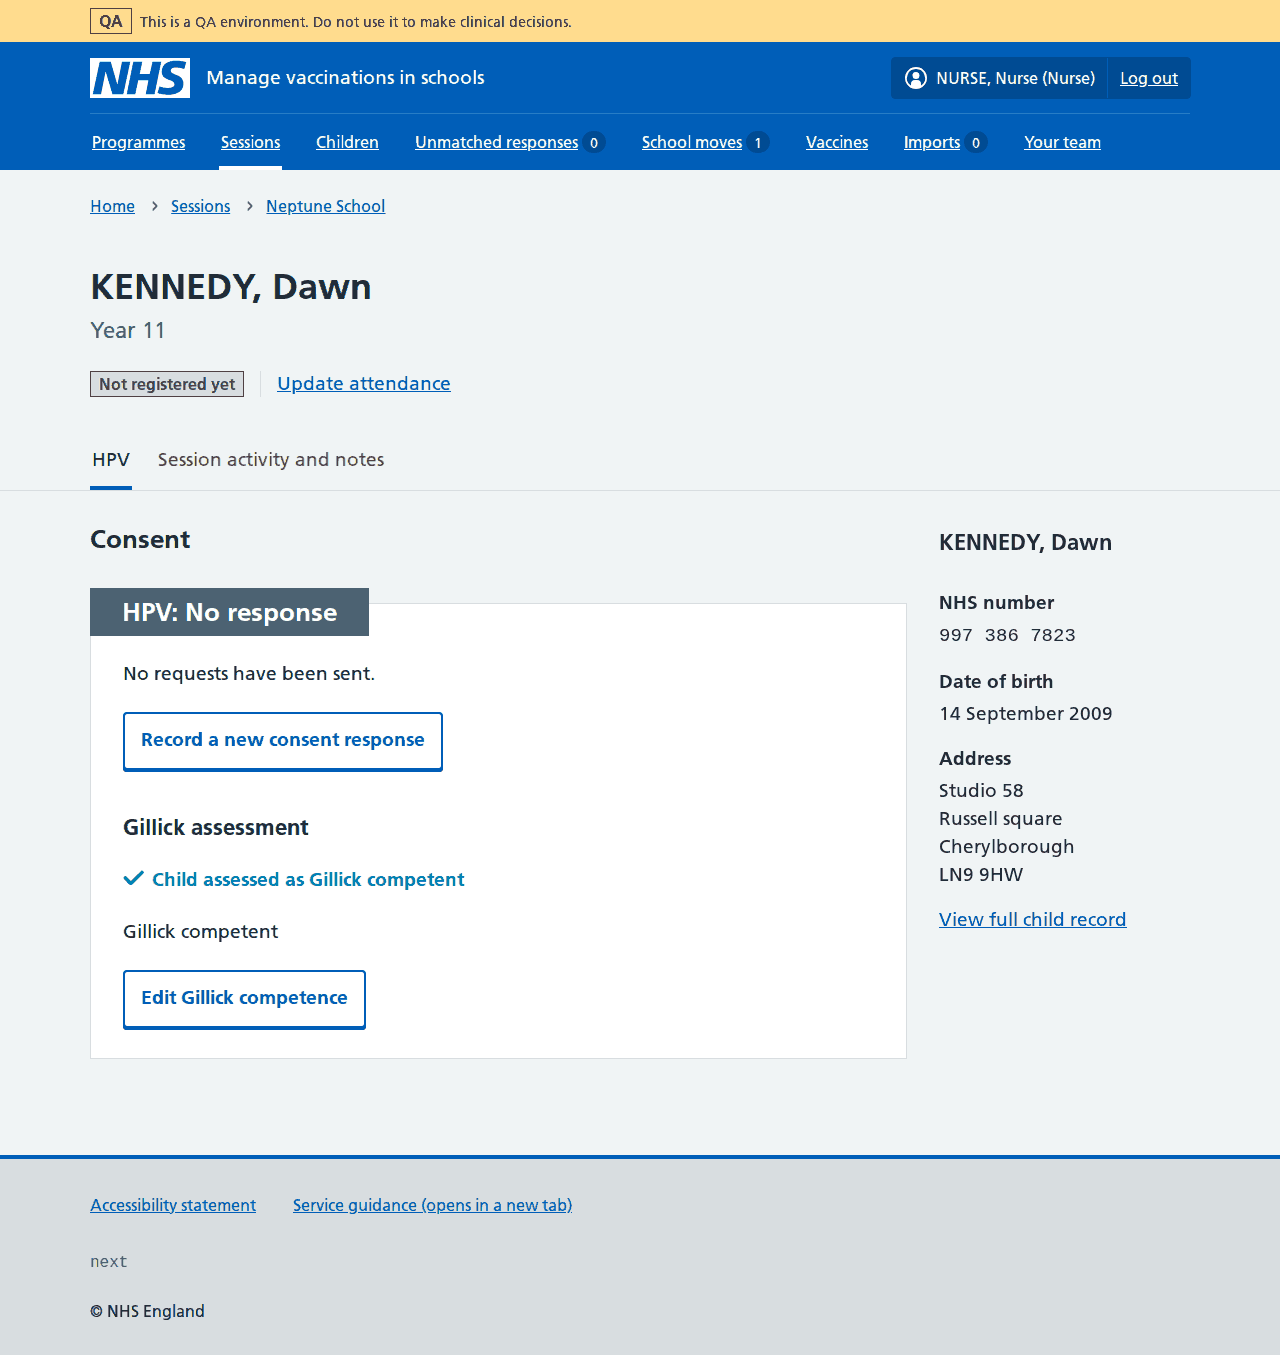 QA This is a QA environment. Do not use it to make clinical decisions.
NHS Manage vaccinations in schools NURSE, Nurse (Nurse) Log out
Programmes Sessions Children Unmatched responses 0 School moves 1 Vaccines Imports 0 Your team
Home › Sessions › Neptune School
KENNEDY, Dawn
Year 11
Not registered yet Update attendance
HPV Session activity and notes
Consent
HPV: No response
No requests have been sent.
Record a new consent response
Gillick assessment
Child assessed as Gillick competent
Gillick competent
Edit Gillick competence
KENNEDY, Dawn
NHS number
997 386 7823
Date of birth
14 September 2009
Address
Studio 58
Russell square
Cherylborough
LN9 9HW
View full child record
Accessibility statement Service guidance (opens in a new tab)
next
© NHS England